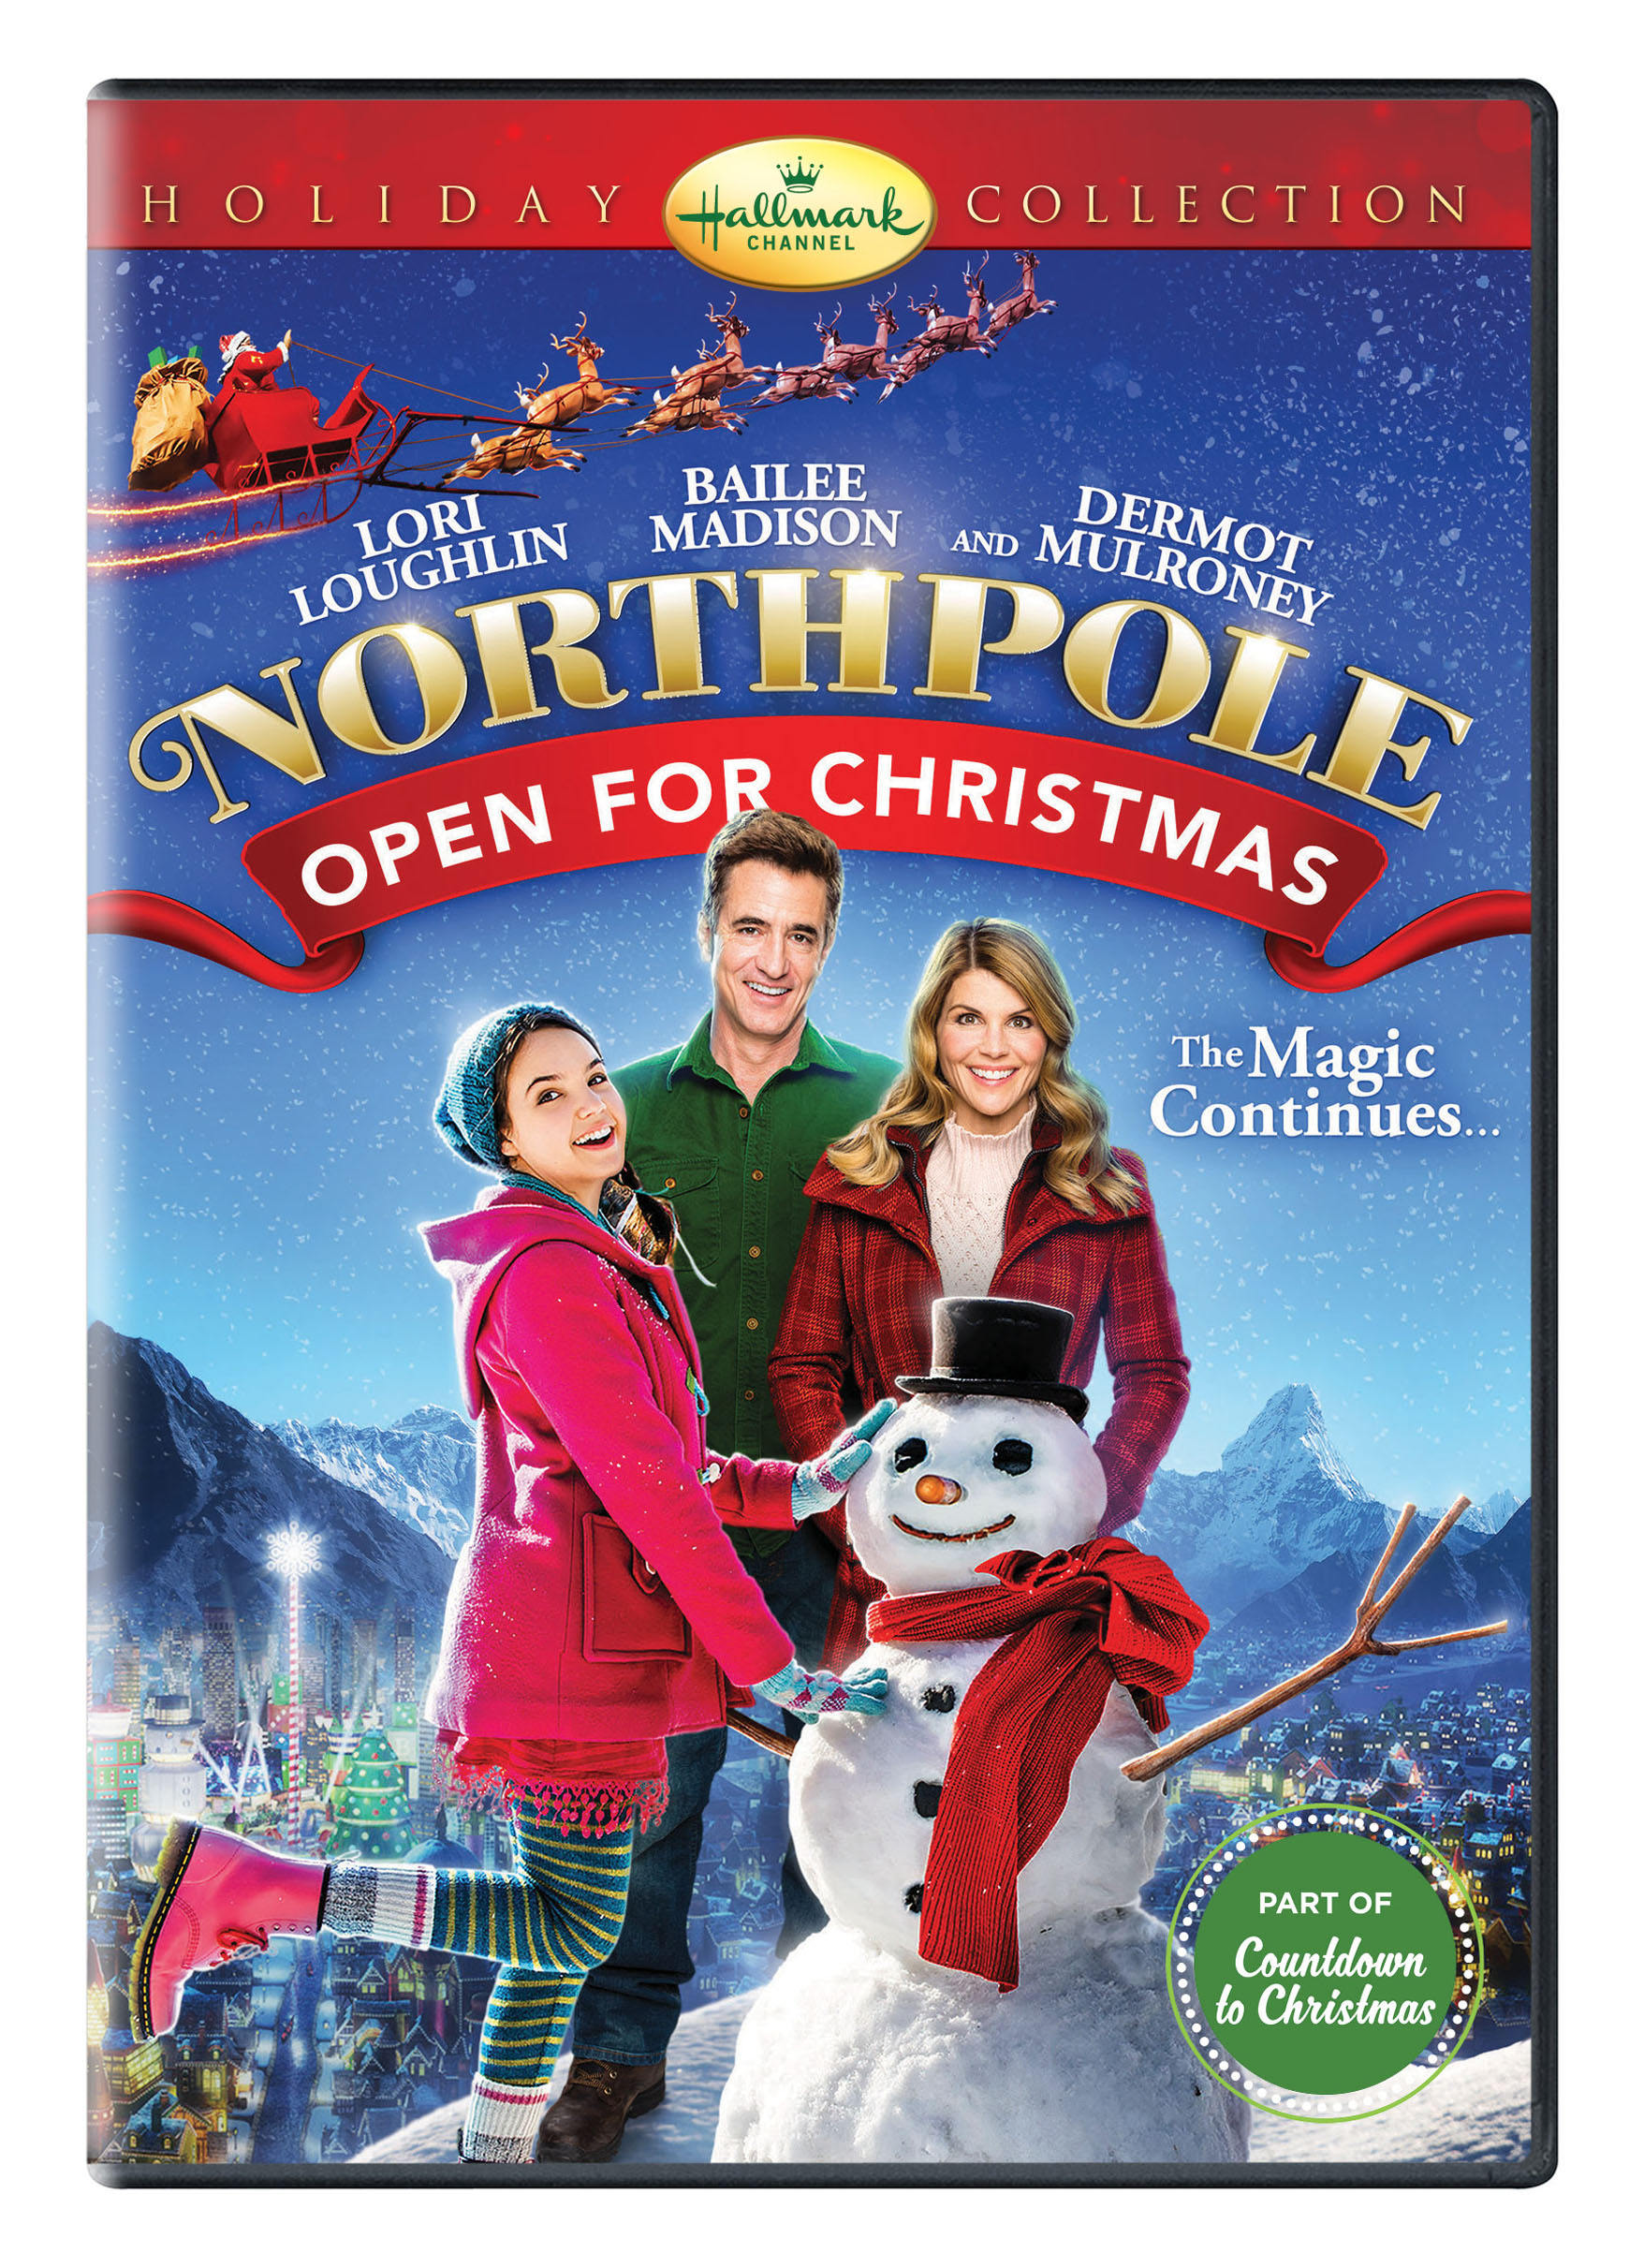 HOLIDAY Hallmark COLLECTION
CHANNEL
LORI
LOUGHLIN
BAILEE
MADISON
AND DERMOT
MULRONEY
NORTHPOLE
OPEN FOR CHRISTMAS
The Magic
Continues...
PART OF
Countdown
to Christmas